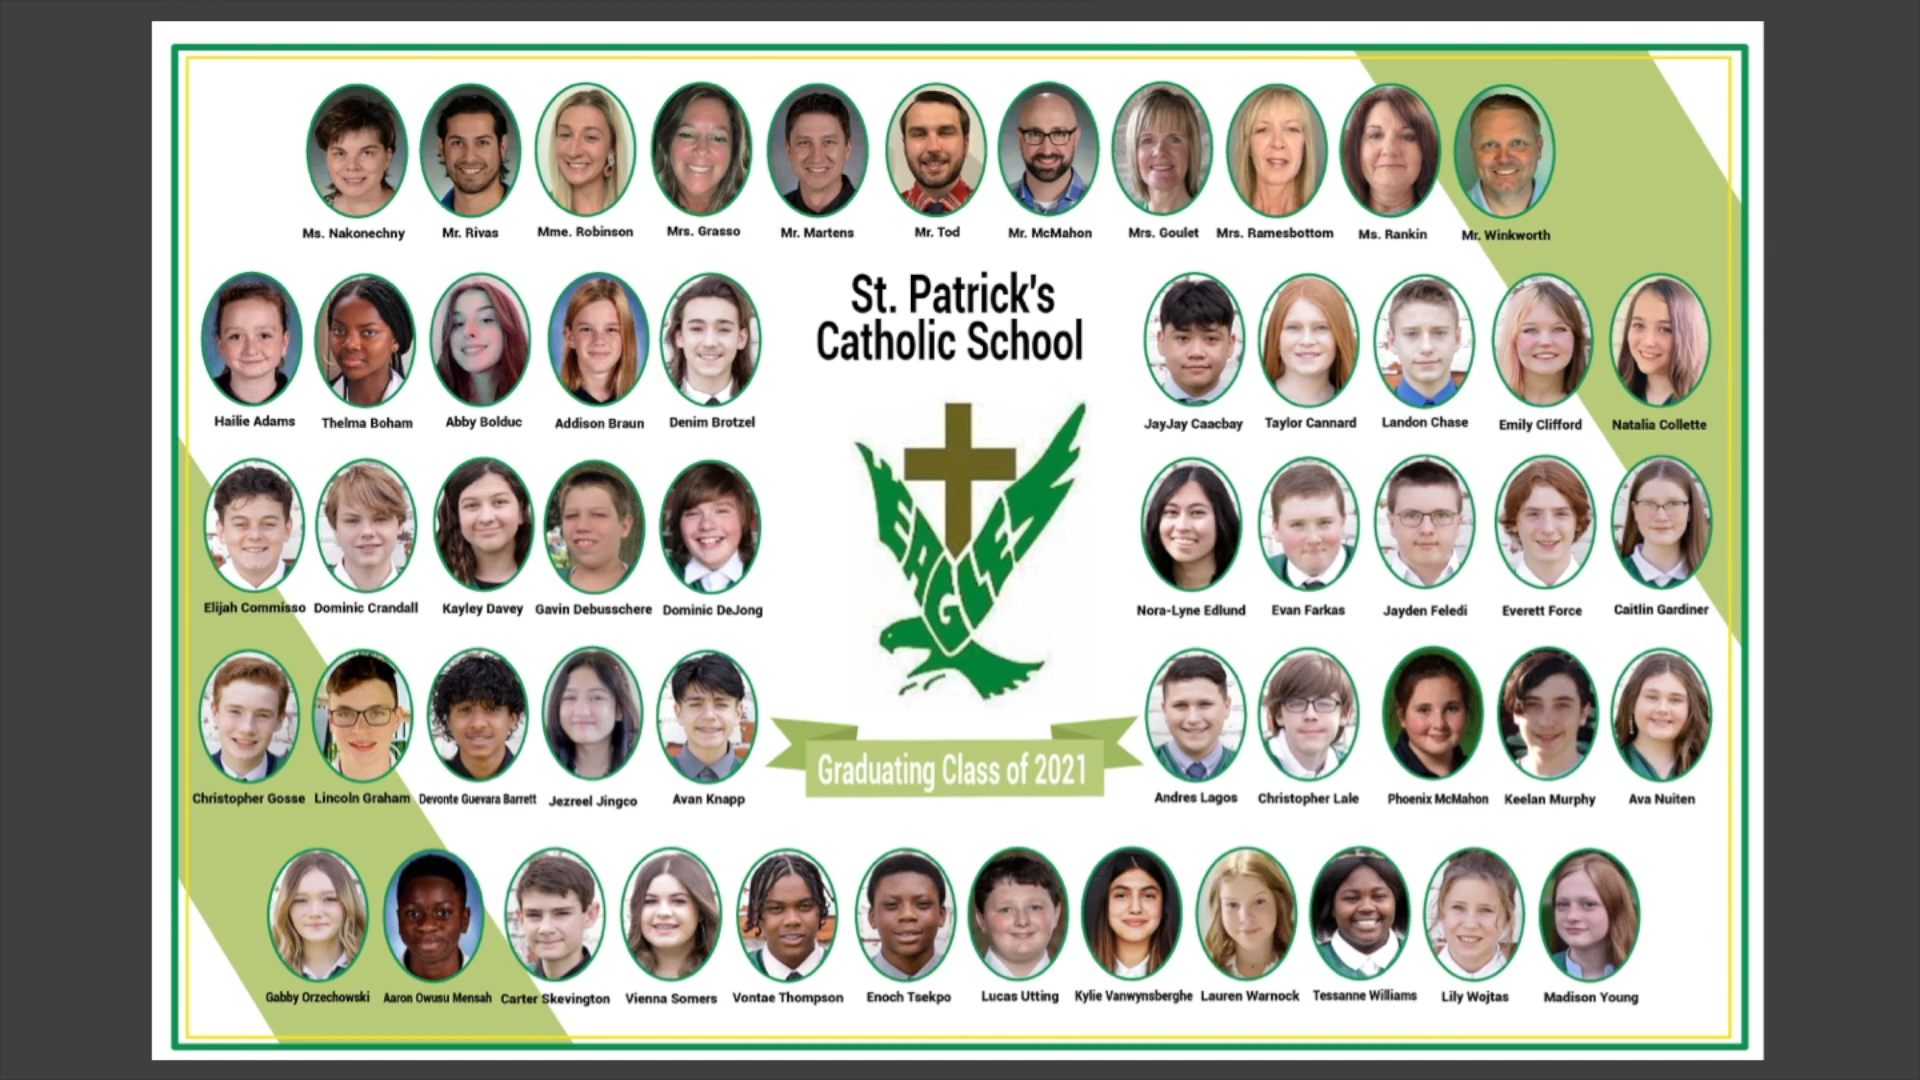 Ms. Nakonechny Mr. Rivas Mme. Robinson Mrs. Grasso Mr. Martens Mr. Tod Mr. McMahon Mrs. Goulet Mrs. Ramesbottom Ms. Rankin Mr. Winkworth
St. Patrick's
Catholic School
Hailie Adams Thelma Boham Abby Bolduc Addison Braun Denim Brotzel JayJay Caacbay Taylor Cannard Landon Chase Emily Clifford Natalia Collette
EAGLES
Elijah Commisso Dominic Crandall Kayley Davey Gavin Debusschere Dominic DeJong Nora-Lyne Edlund Evan Farkas Jayden Feledi Everett Force Caitlin Gardiner
Graduating Class of 2021
Christopher Gosse Lincoln Graham Devonte Guevara Barrett Jezreel Jingco Avan Knapp Andres Lagos Christopher Lale Phoenix McMahon Keelan Murphy Ava Nuiten
Gabby Orzechowski Aaron Owusu Mensah Carter Skevington Vienna Somers Vontae Thompson Enoch Tsekpo Lucas Utting Kylie Vanwynsberghe Lauren Warnock Tessanne Williams Lily Wojtas Madison Young